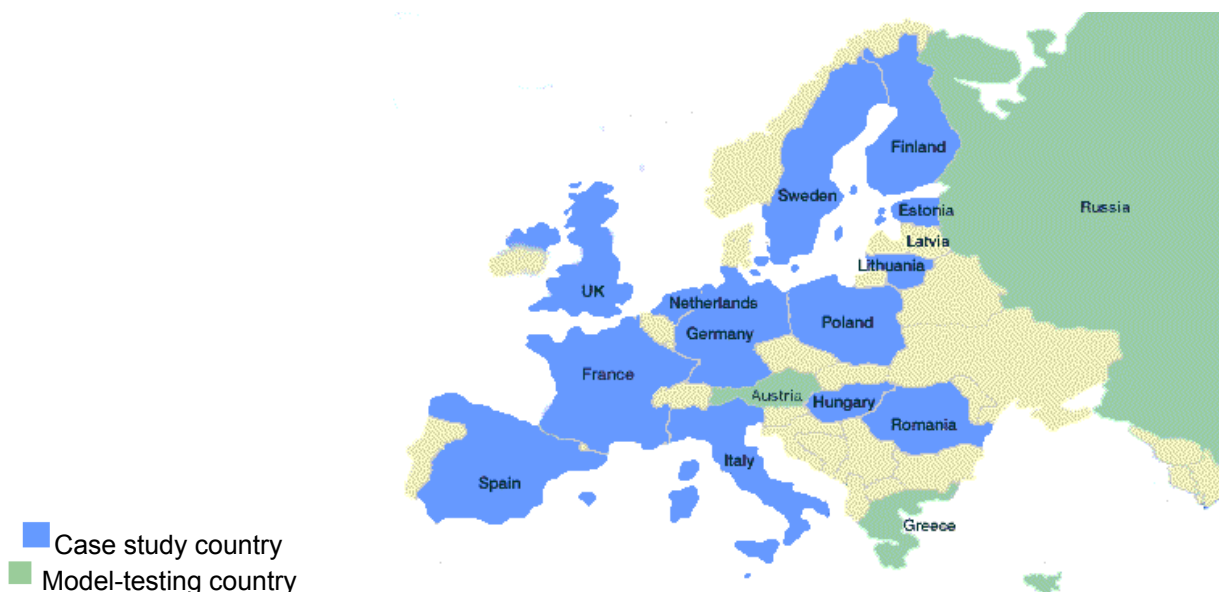 Finland
Sweden
Russia
Estonia
Latvia
Lithuania
UK
Netherlands
Poland
Germany
France
Austria
Hungary
Romania
Italy
Spain
Greece
Case study country
Model-testing country